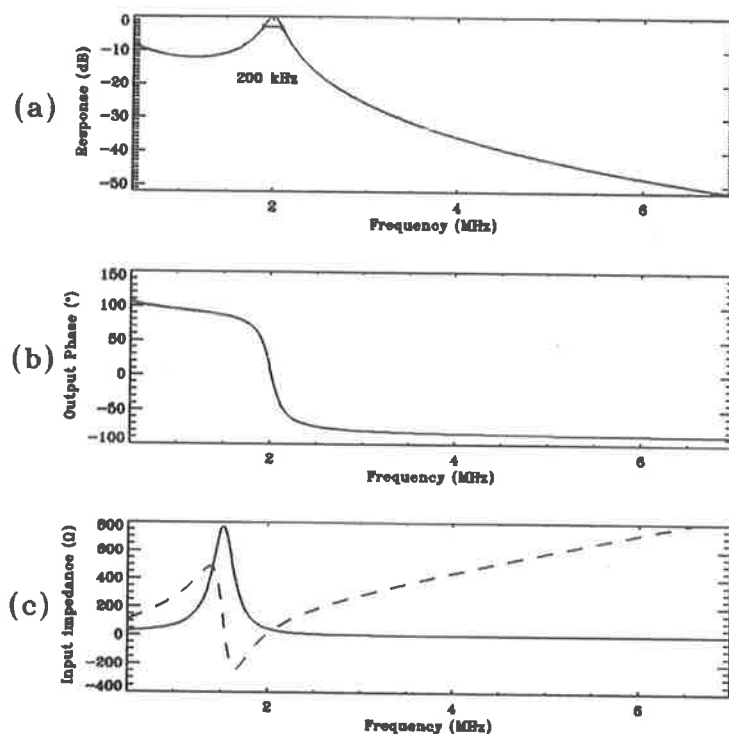 (a)
Response (dB)
0
−10
−20
−30
−40
−50
200 kHz
2
4
6
Frequency (MHz)
(b)
Output Phase (°)
150
100
50
0
−50
−100
2
4
6
Frequency (MHz)
(c)
Input impedance (Ω)
800
600
400
200
0
−200
−400
2
4
6
Frequency (MHz)